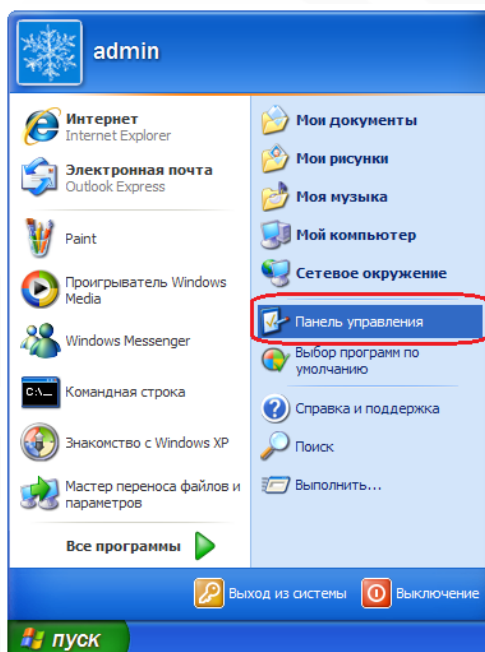 admin
Интернет
Internet Explorer
Электронная почта
Outlook Express
Paint
Проигрыватель Windows
Media
Windows Messenger
C:\_
Командная строка
Знакомство с Windows XP
Мастер переноса файлов и
параметров
Все программы
Мои документы
Мои рисунки
Моя музыка
Мой компьютер
Сетевое окружение
Панель управления
Выбор программ по
умолчанию
Справка и поддержка
Поиск
Выполнить...
Выход из системы
Выключение
пуск